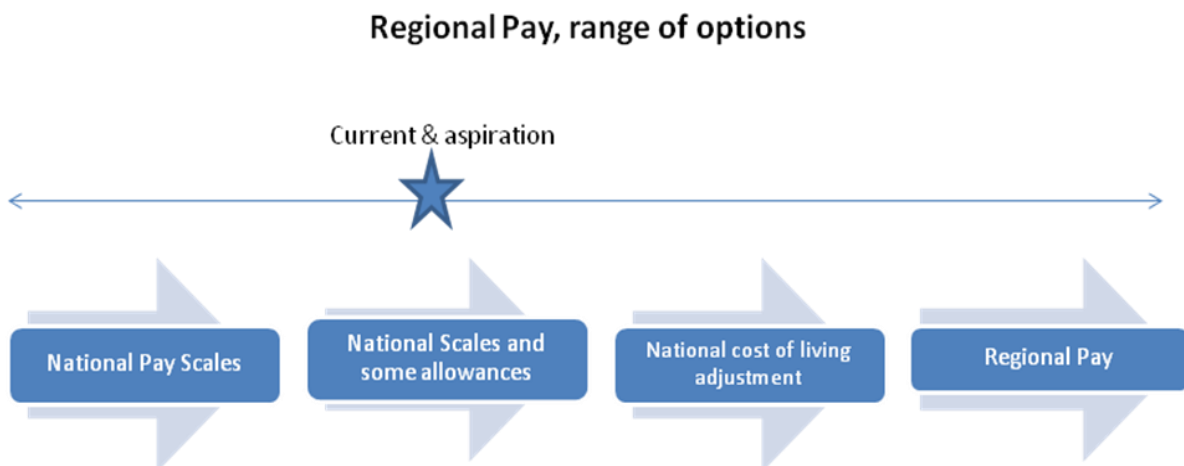 Regional Pay, range of options
Current & aspiration
National Pay Scales
National Scales and
some allowances
National cost of living
adjustment
Regional Pay